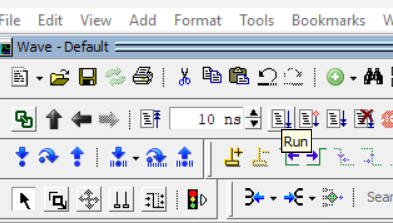 File Edit View Add Format Tools Bookmarks W
Wave - Default
10 ns
Run
Sear